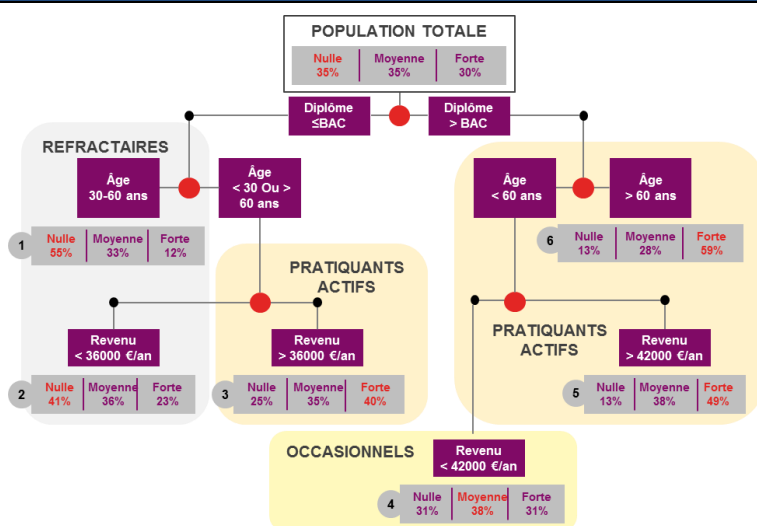 POPULATION TOTALE
Nulle Moyenne Forte
35% 35% 30%
Diplôme
≤BAC
Diplôme
> BAC
REFRACTAIRES
Âge
30-60 ans
Âge
< 30 Ou >
60 ans
Âge
< 60 ans
Âge
> 60 ans
1
Nulle Moyenne Forte
55% 33% 12%
6
Nulle Moyenne Forte
13% 28% 59%
PRATIQUANTS
ACTIFS
Revenu
< 36000 €/an
Revenu
> 36000 €/an
PRATIQUANTS
ACTIFS
Revenu
> 42000 €/an
2
Nulle Moyenne Forte
41% 36% 23%
3
Nulle Moyenne Forte
25% 35% 40%
5
Nulle Moyenne Forte
13% 38% 49%
OCCASIONNELS
Revenu
< 42000 €/an
4
Nulle Moyenne Forte
31% 38% 31%